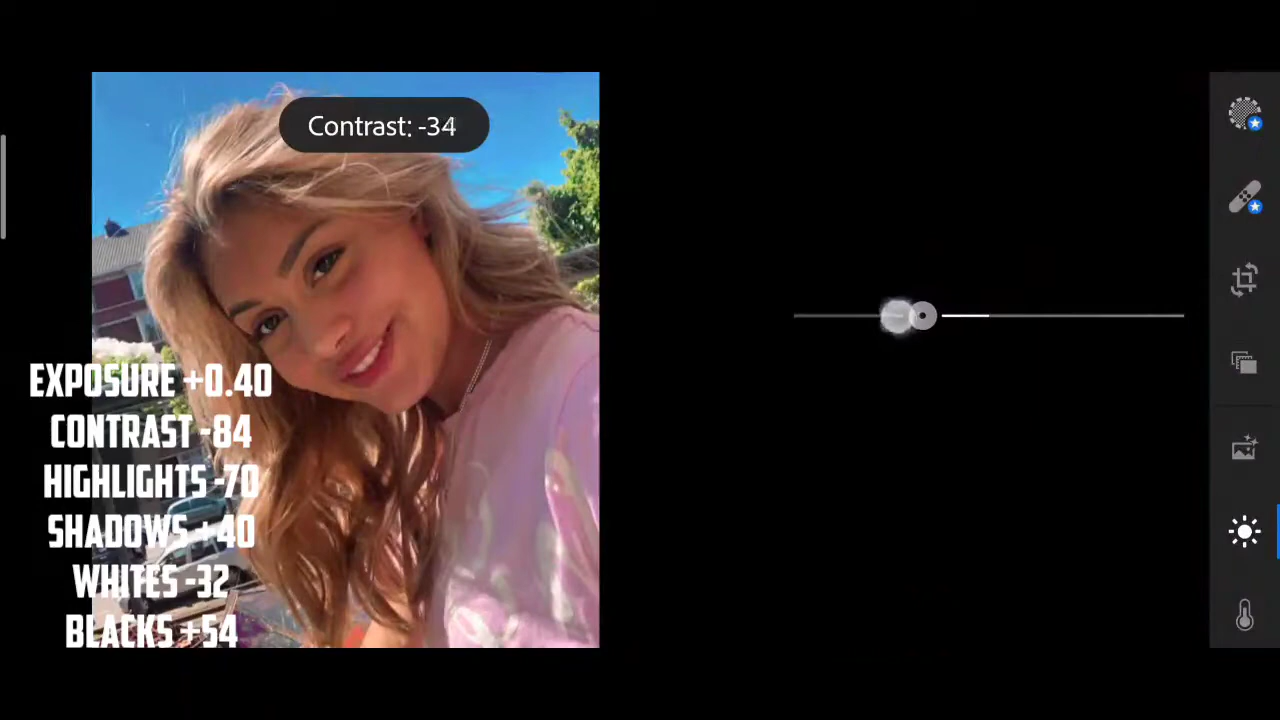 Contrast: -34
EXPOSURE +0.40
CONTRAST -84
HIGHLIGHTS -70
SHADOWS +40
WHITES -32
BLACKS +54